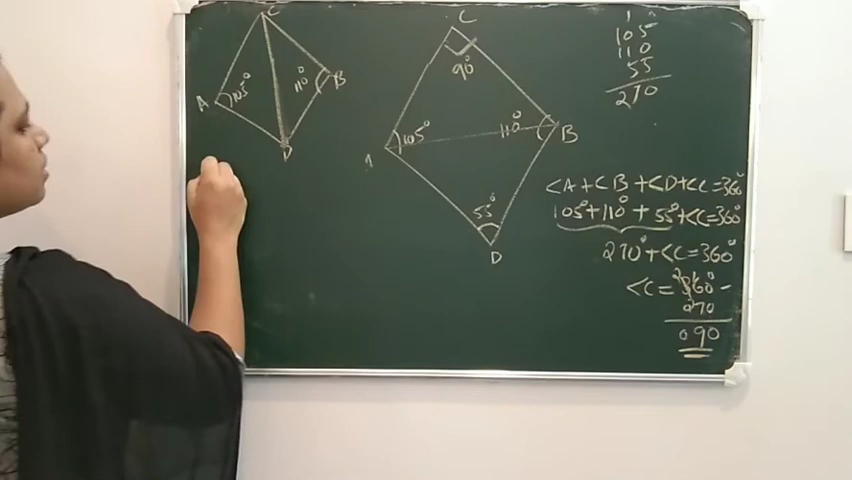 C
A
105°
110°
B
D
C
90°
A
105°
110°
B
55°
D
105
110
55
270
<A+<B+<D+<C=360°
105°+110°+55°+<C=360°
270°+<C=360°
<C=360°-
270
090